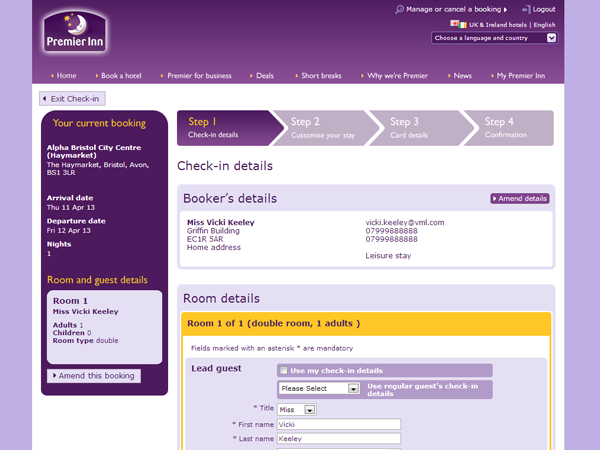 Manage or cancel a booking
Logout
UK & Ireland hotels | English
Choose a language and country
Premier Inn
Home
Book a hotel
Premier for business
Deals
Short breaks
Why we're Premier
News
My Premier Inn
Exit Check-in
Your current booking
Alpha Bristol City Centre
(Haymarket)
The Haymarket, Bristol, Avon,
BS1 3LR
Arrival date
Thu 11 Apr 13
Departure date
Fri 12 Apr 13
Nights
1
Room and guest details
Room 1
Miss Vicki Keeley
Adults 1
Children 0
Room type double
Amend this booking
Step 1
Check-in details
Step 2
Customise your stay
Step 3
Card details
Step 4
Confirmation
Check-in details
Booker's details
Amend details
Miss Vicki Keeley
Griffin Building
EC1R 5AR
Home address
vicki.keeley@vml.com
07999888888
07999888888
Leisure stay
Room details
Room 1 of 1 (double room, 1 adults )
Fields marked with an asterisk * are mandatory
Lead guest
Use my check-in details
Please Select
Use regular guest's check-in
details
* Title
Miss
* First name
Vicki
* Last name
Keeley